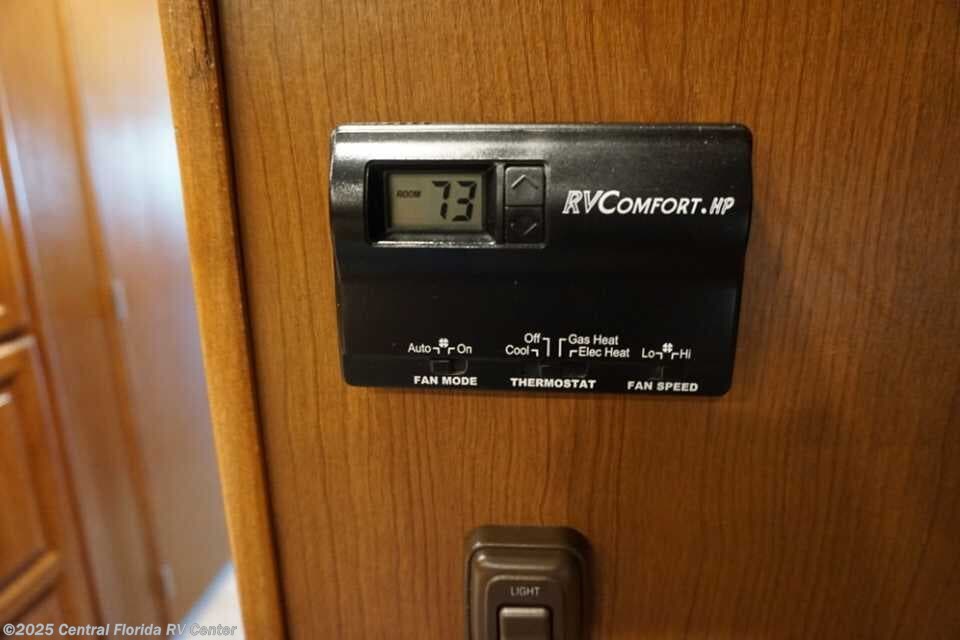 ROOM 73
RVCOMFORT.HP
Off Gas Heat
Auto On Cool Elec Heat Lo Hi
FAN MODE THERMOSTAT FAN SPEED
LIGHT
©2025 Central Florida RV Center